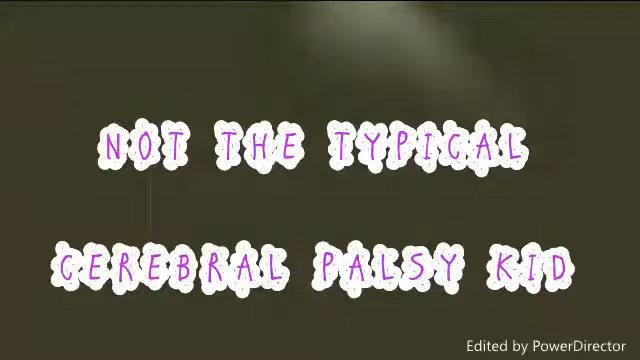 NOT THE TYPICAL
CEREBRAL PALSY KID
Edited by PowerDirector